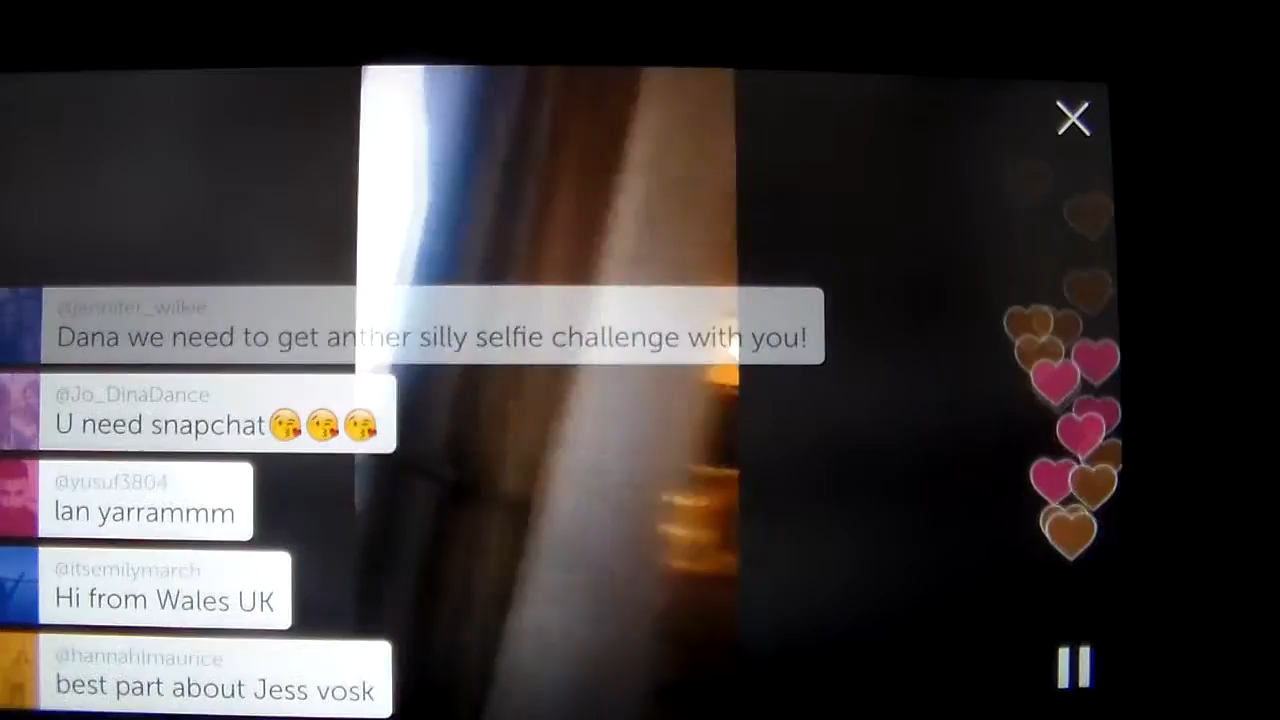 @jennifer_wilkie
Dana we need to get anther silly selfie challenge with you!
@Jo_DinaDance
U need snapchat😘😘😘
@yusuf3804
lan yarrammm
@itsemilymarch
Hi from Wales UK
@hannahlmaurice
best part about Jess vosk